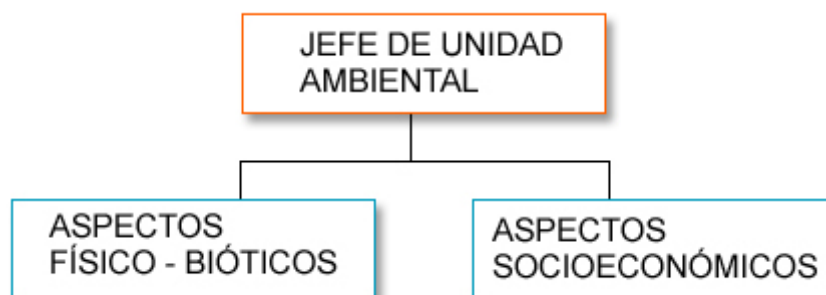 JEFE DE UNIDAD
AMBIENTAL
ASPECTOS
FÍSICO - BIÓTICOS
ASPECTOS
SOCIOECONÓMICOS